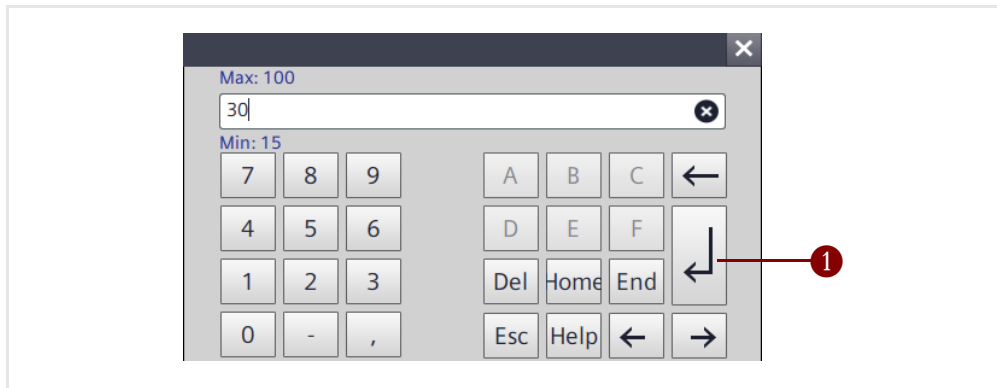 Max: 100
30
Min: 15
7 8 9 A B C ←
4 5 6 D E F ↵
1
1 2 3 Del Home End
0 - , Esc Help ← →